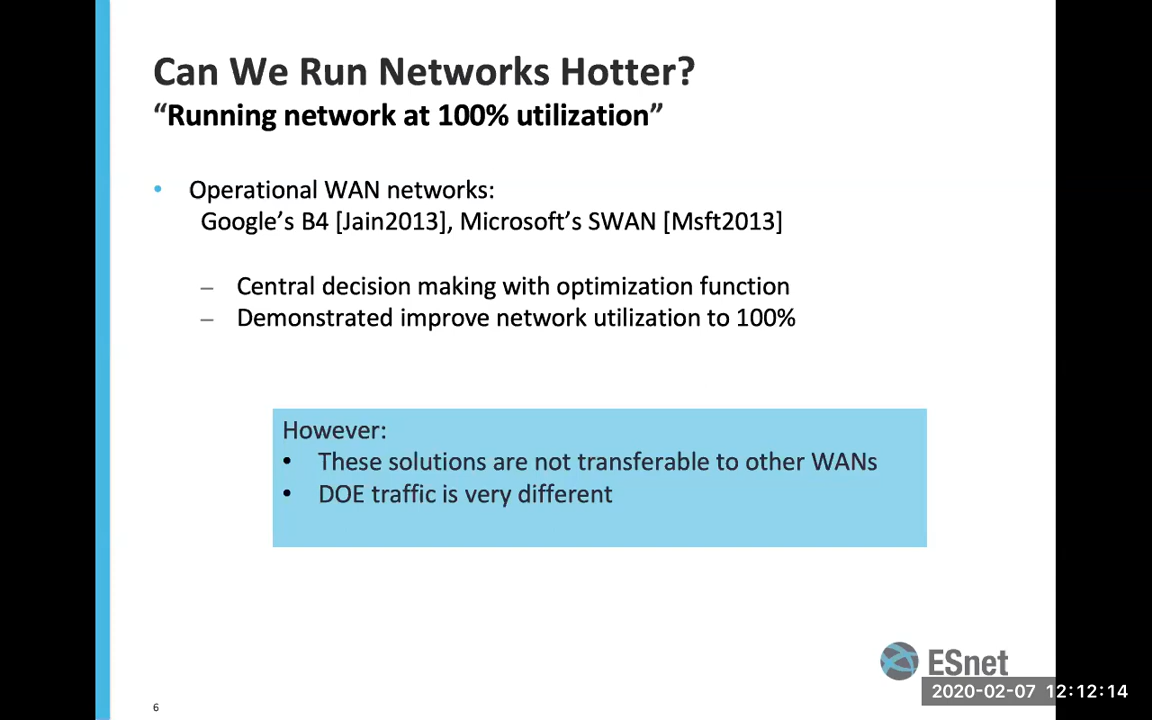 Can We Run Networks Hotter?
“Running network at 100% utilization”
• Operational WAN networks:
Google’s B4 [Jain2013], Microsoft’s SWAN [Msft2013]
– Central decision making with optimization function
– Demonstrated improve network utilization to 100%
However:
• These solutions are not transferable to other WANs
• DOE traffic is very different
ESnet
2020-02-07 12:12:14
6